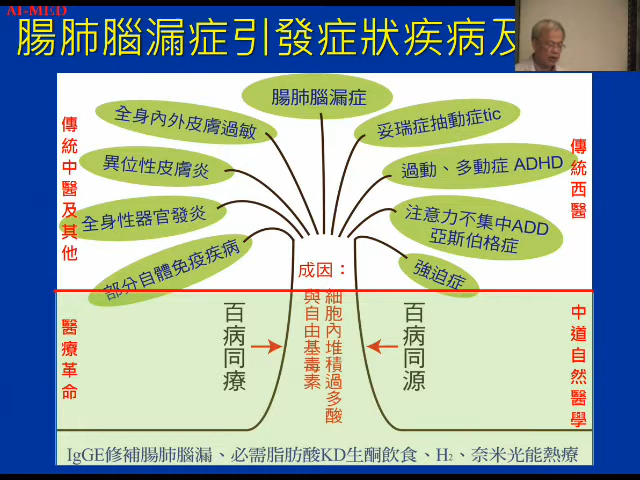 AI-MED
腸肺腦漏症引發症狀疾病及
腸肺腦漏症
全身內外皮膚過敏
妥瑞症抽動症tic
異位性皮膚炎
過動、多動症 ADHD
全身性器官發炎
注意力不集中ADD
亞斯伯格症
部分自體免疫疾病
強迫症
傳統中醫及其他
傳統西醫
成因：
細胞內堆積過多酸
與自由基毒素
百病同療
百病同源
醫療革命
中道自然醫學
IgGE修補腸肺腦漏、必需脂肪酸KD生酮飲食、H2、奈米光能熱療